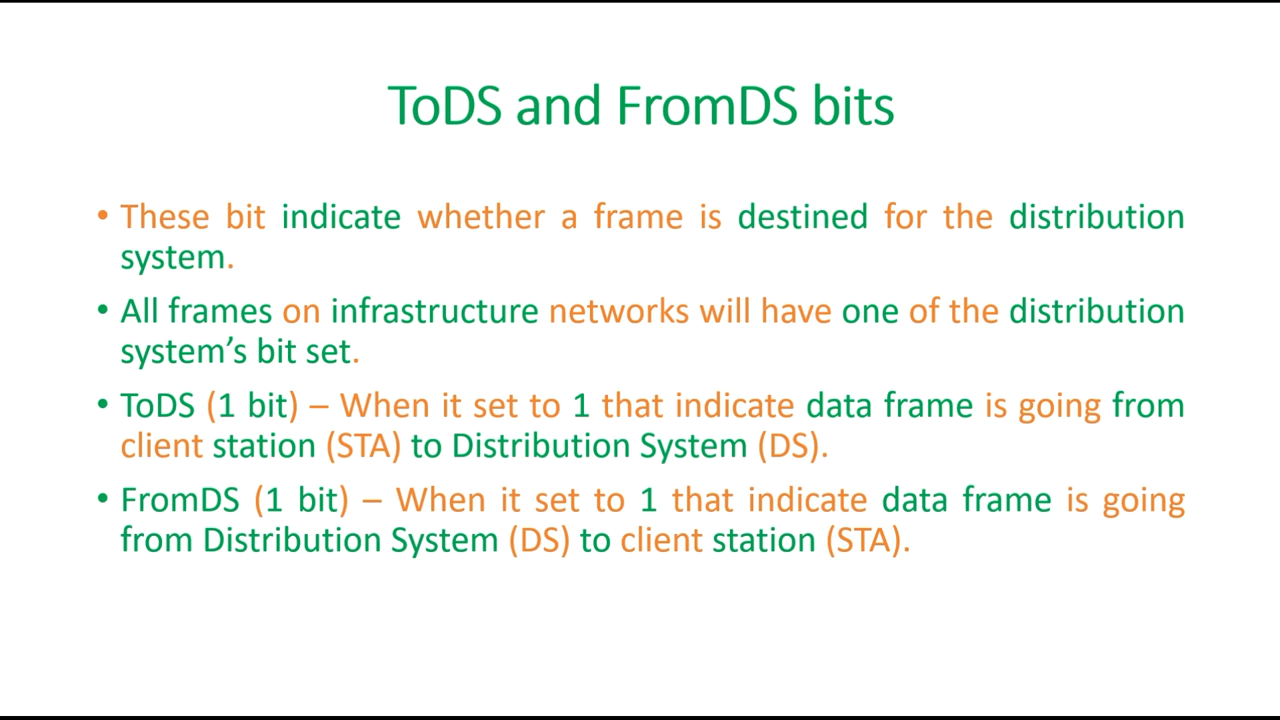 ToDS and FromDS bits
• These bit indicate whether a frame is destined for the distribution
system.
• All frames on infrastructure networks will have one of the distribution
system’s bit set.
• ToDS (1 bit) – When it set to 1 that indicate data frame is going from
client station (STA) to Distribution System (DS).
• FromDS (1 bit) – When it set to 1 that indicate data frame is going
from Distribution System (DS) to client station (STA).